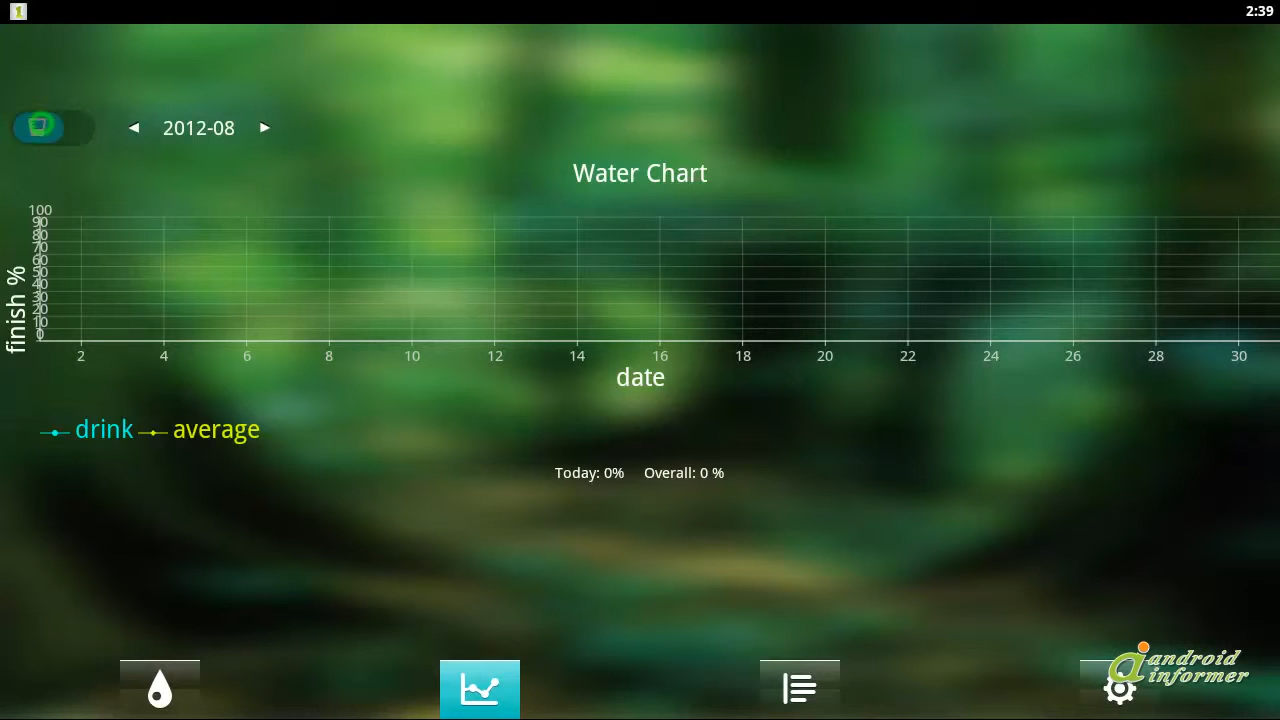 1
2:39
◄ 2012-08 ►
Water Chart
100
90
80
70
60
50
40
30
20
10
0
finish %
2 4 6 8 10 12 14 16 18 20 22 24 26 28 30
date
drink average
Today: 0% Overall: 0 %
android
informer